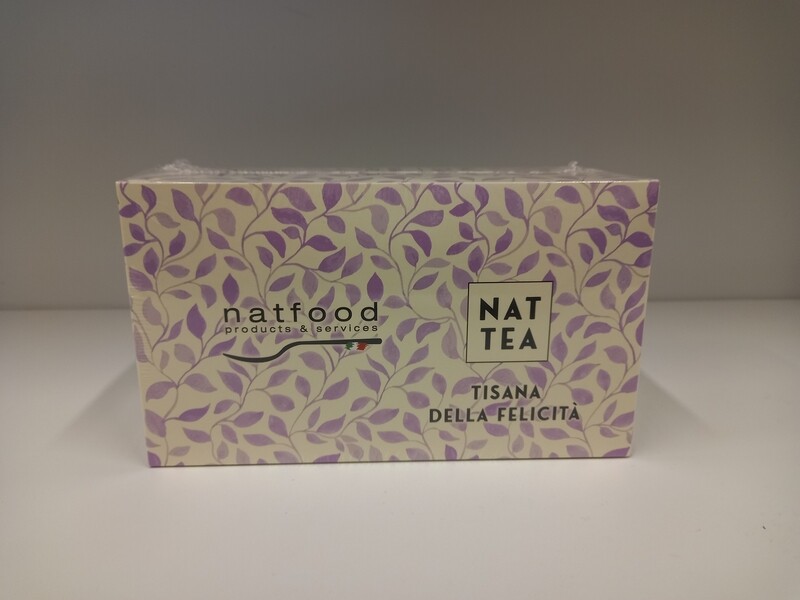 natfood
products & services
NAT
TEA
TISANA
DELLA FELICITÀ